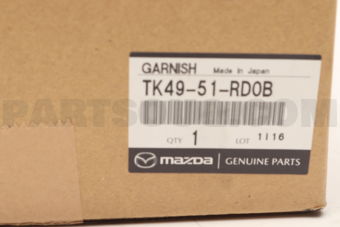 GARNISH Made in Japan
TK49-51-RD0B
QTY 1 LOT 1116
mazda GENUINE PARTS